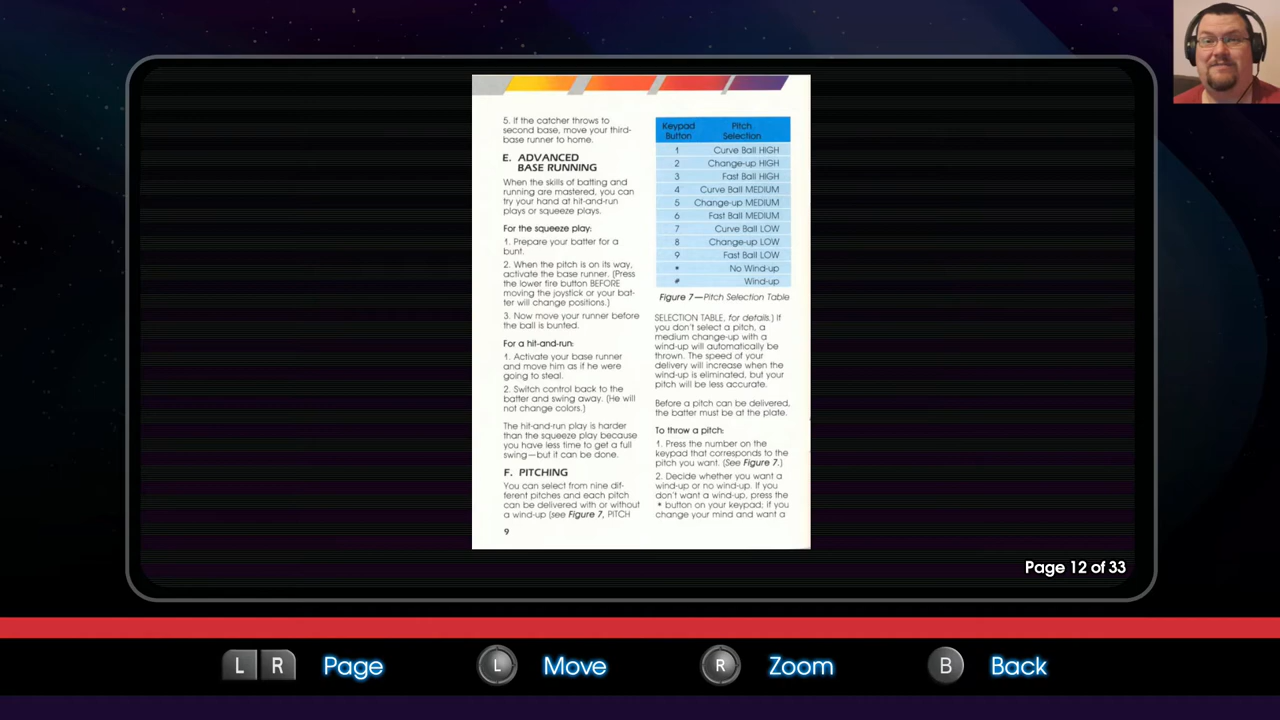 5. If the catcher throws to
second base, move your third-
base runner to home.
E. ADVANCED
BASE RUNNING
When the skills of batting and
running are mastered, you can
try your hand at hit-and-run
plays or squeeze plays.
For the squeeze play:
1. Prepare your batter for a
bunt.
2. When the pitch is on its way,
activate the base runner. (Press
the lower fire button BEFORE
moving the joystick or your bat-
ter will change positions.)
3. Now move your runner before
the ball is bunted.
For a hit-and-run:
1. Activate your base runner
and move him as if he were
going to steal.
2. Switch control back to the
batter and swing away. (He will
not change colors.)
The hit-and-run play is harder
than the squeeze play because
you have less time to get a full
swing—but it can be done.
F. PITCHING
You can select from nine dif-
ferent pitches and each pitch
can be delivered with or without
a wind-up (see Figure 7, PITCH
9
Keypad Button Pitch Selection
1 Curve Ball HIGH
2 Change-up HIGH
3 Fast Ball HIGH
4 Curve Ball MEDIUM
5 Change-up MEDIUM
6 Fast Ball MEDIUM
7 Curve Ball LOW
8 Change-up LOW
9 Fast Ball LOW
* No Wind-up
# Wind-up
Figure 7—Pitch Selection Table
SELECTION TABLE, for details.) If
you don't select a pitch, a
medium change-up with a
wind-up will automatically be
thrown. The speed of your
delivery will increase when the
wind-up is eliminated, but your
pitch will be less accurate.
Before a pitch can be delivered,
the batter must be at the plate.
To throw a pitch:
1. Press the number on the
keypad that corresponds to the
pitch you want. (See Figure 7.)
2. Decide whether you want a
wind-up or no wind-up. If you
don't want a wind-up, press the
* button on your keypad; if you
change your mind and want a
Page 12 of 33
L R Page
L Move
R Zoom
B Back